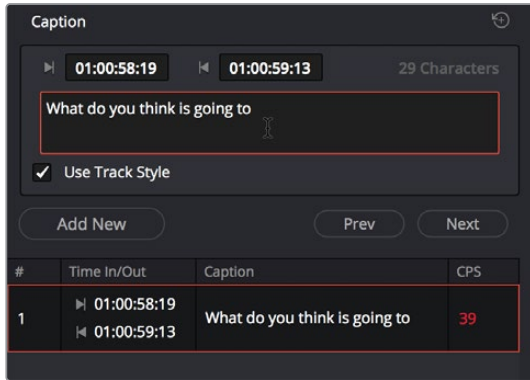 Caption
01:00:58:19 01:00:59:13 29 Characters
What do you think is going to
Use Track Style
Add New Prev Next
# Time In/Out Caption CPS
1 01:00:58:19 What do you think is going to 39
01:00:59:13